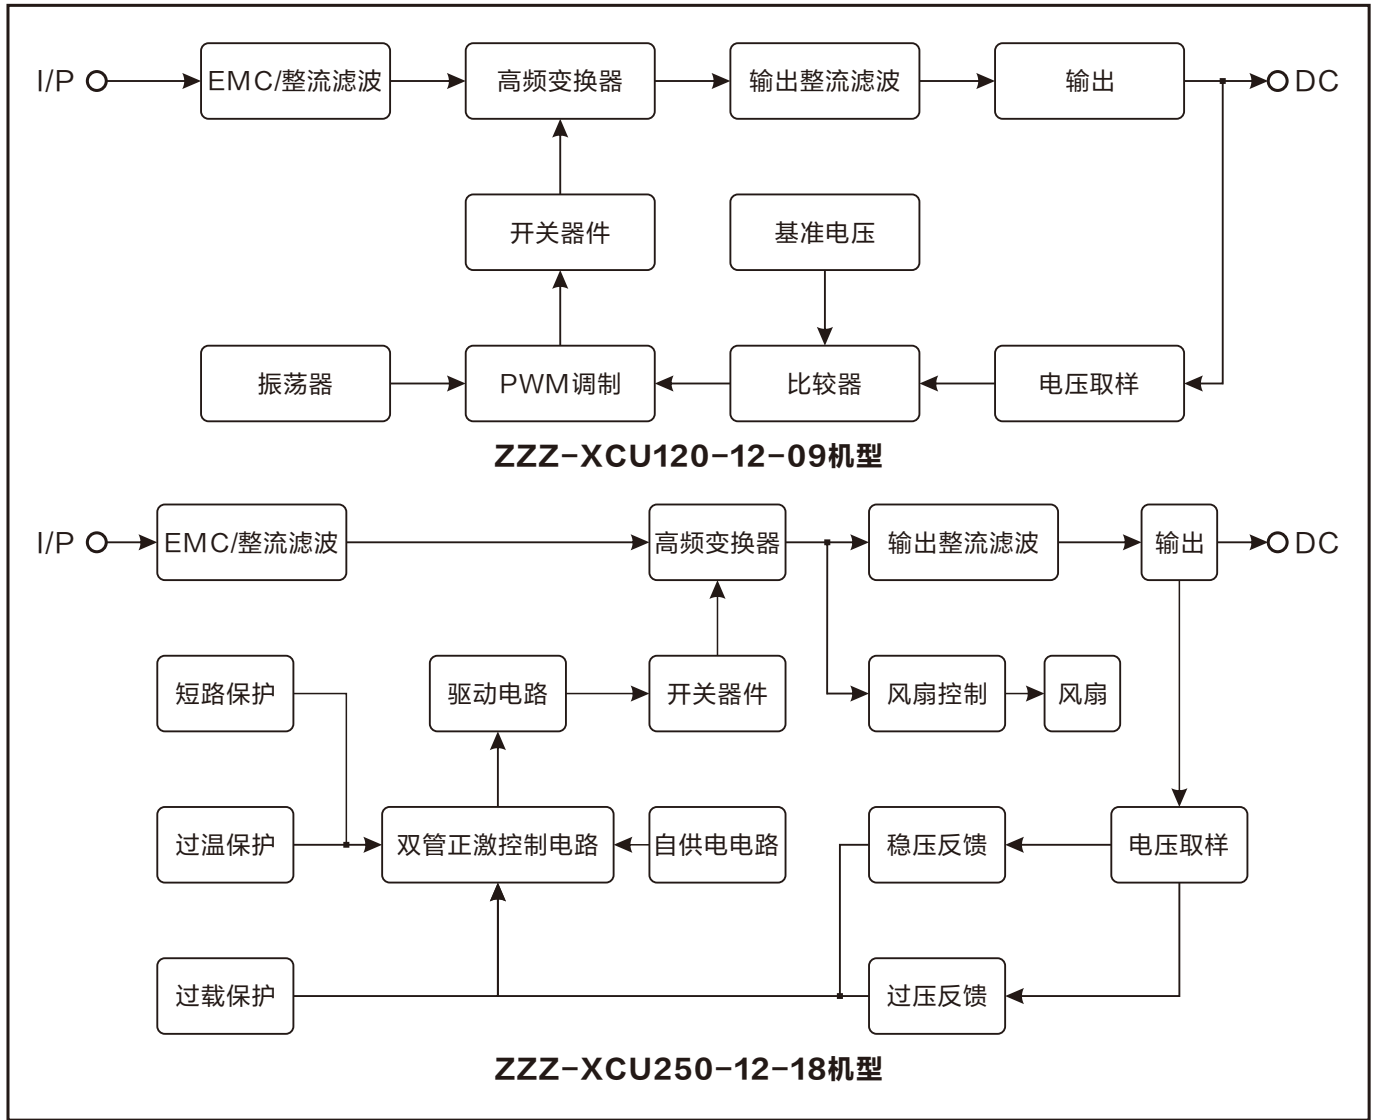 I/P EMC/整流滤波 高频变换器 输出整流滤波 输出 DC
开关器件 基准电压
振荡器 PWM调制 比较器 电压取样
ZZZ-XCU120-12-09机型
I/P EMC/整流滤波 高频变换器 输出整流滤波 输出 DC
短路保护 驱动电路 开关器件 风扇控制 风扇
过温保护 双管正激控制电路 自供电电路 稳压反馈 电压取样
过载保护 过压反馈
ZZZ-XCU250-12-18机型